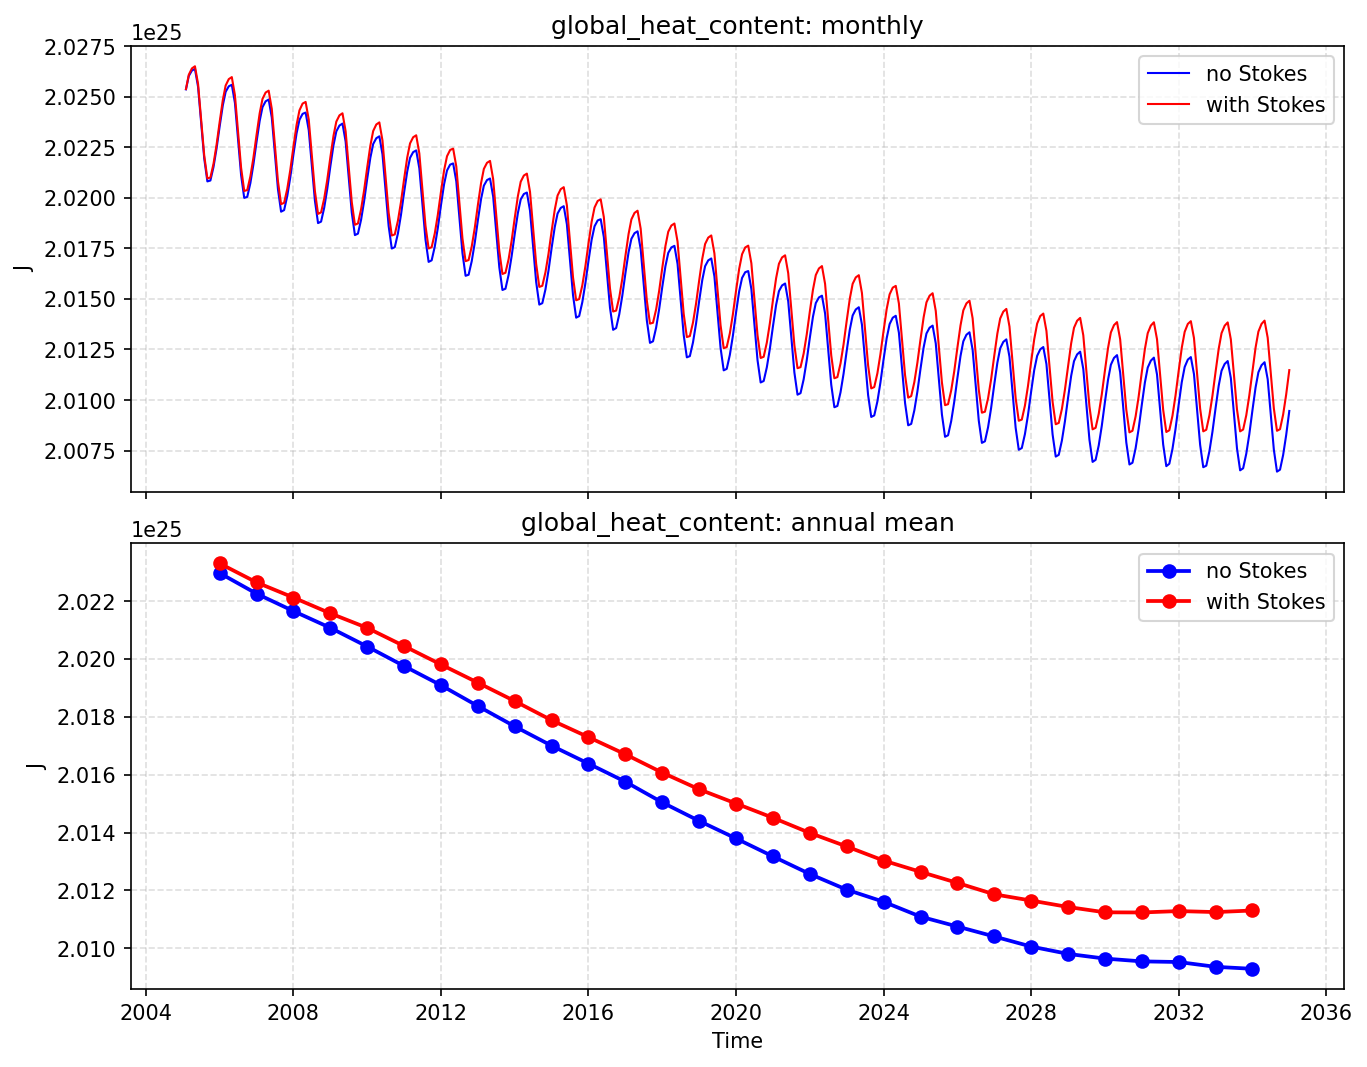 global_heat_content: monthly
1e25
2.0275
2.0250
2.0225
2.0200
2.0175
2.0150
2.0125
2.0100
2.0075
J
no Stokes
with Stokes
global_heat_content: annual mean
1e25
2.022
2.020
2.018
2.016
2.014
2.012
2.010
J
no Stokes
with Stokes
2004 2008 2012 2016 2020 2024 2028 2032 2036
Time